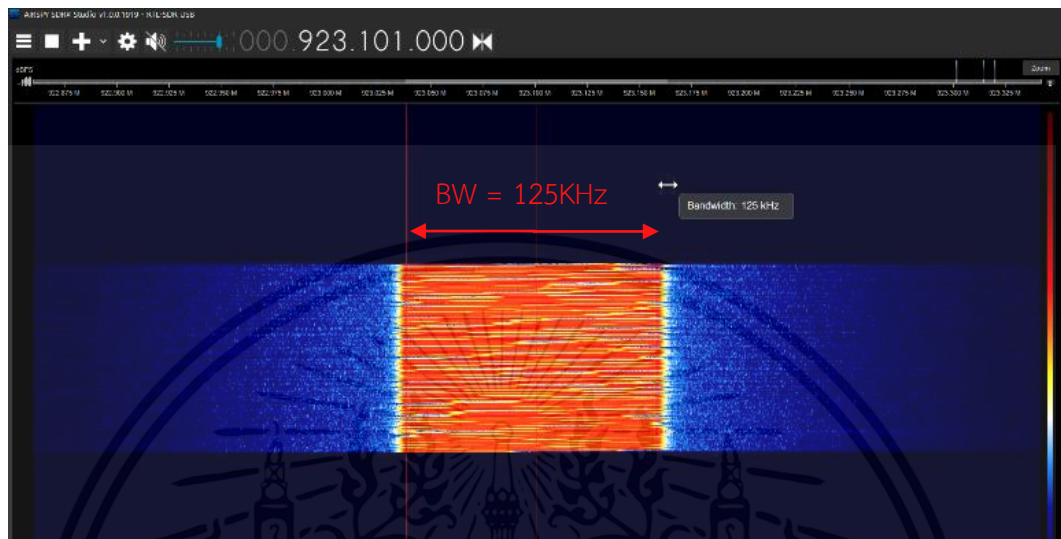 AIRSPY SDR# Studio v1.0.0.1919 - RTL-SDR USB
000.923.101.000
dBFS
Zoom
922.875 M 922.900 M 922.925 M 922.950 M 922.975 M 923.000 M 923.025 M 923.050 M 923.075 M 923.100 M 923.125 M 923.150 M 923.175 M 923.200 M 923.225 M 923.250 M 923.275 M 923.300 M 923.325 M
BW = 125KHz
Bandwidth: 125 kHz